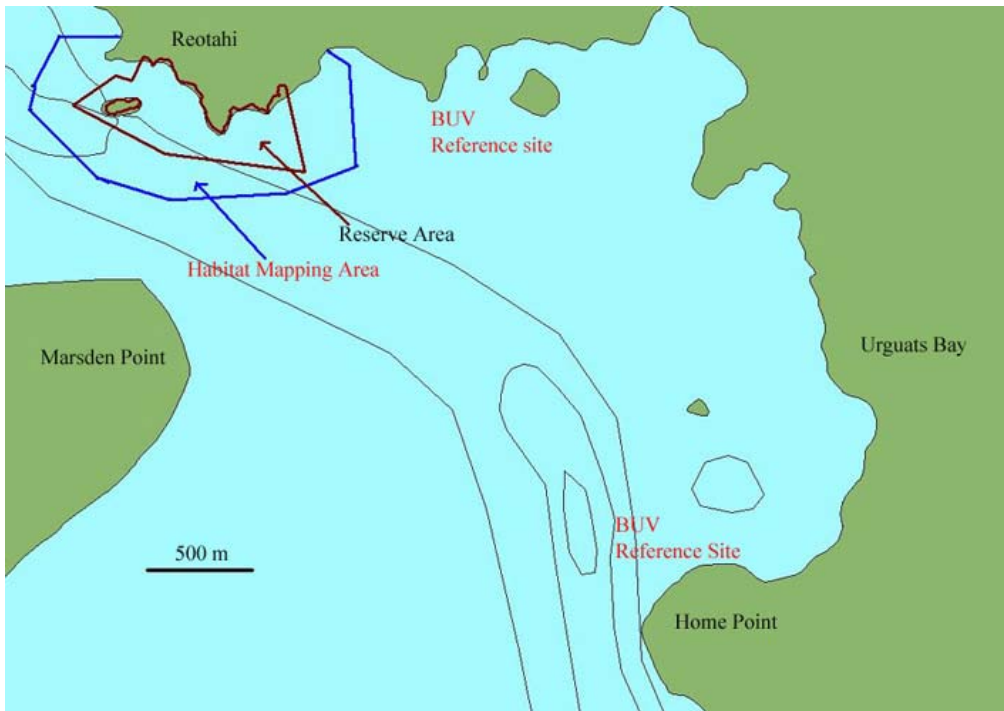 Reotahi
BUV
Reference site
Reserve Area
Habitat Mapping Area
Marsden Point
Urguats Bay
BUV
Reference Site
500 m
Home Point